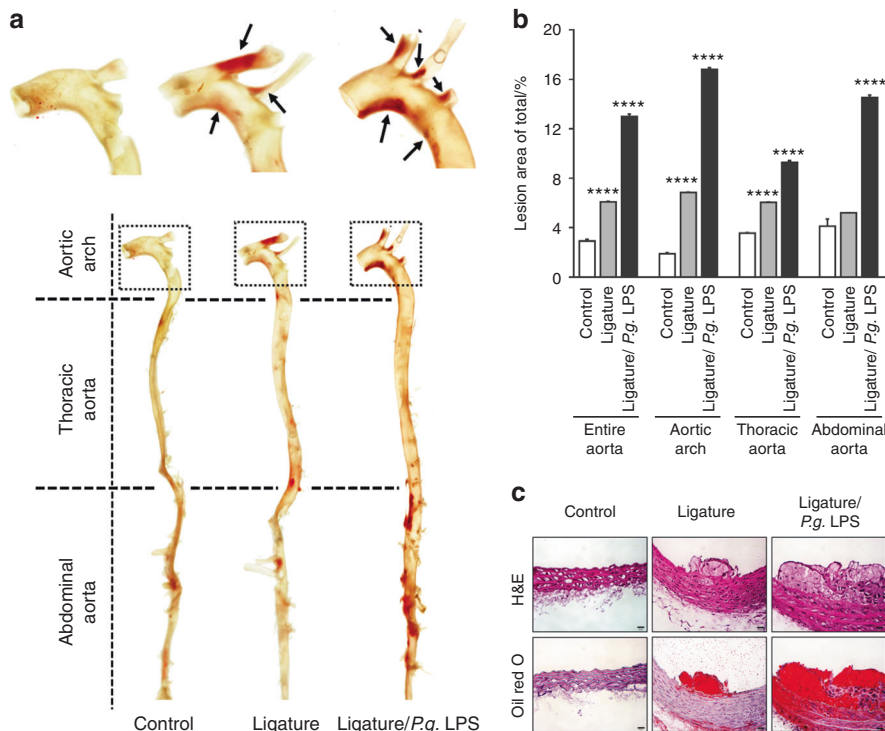 a
Aortic
arch
Thoracic
aorta
Abdominal
aorta
Control
Ligature
Ligature/P.g. LPS
b
Lesion area of total/%
20
16
12
8
4
0
****
****
****
****
****
****
****
Control
Ligature
Ligature/ P.g. LPS
Control
Ligature
Ligature/ P.g. LPS
Control
Ligature
Ligature/ P.g. LPS
Control
Ligature
Ligature/ P.g. LPS
Entire
aorta
Aortic
arch
Thoracic
aorta
Abdominal
aorta
c
Control
Ligature
Ligature/
P.g. LPS
H&E
Oil red O